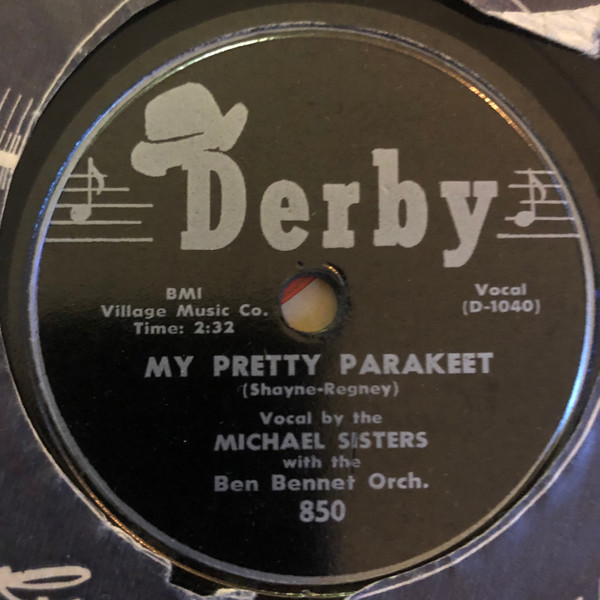 Derby
BMI
Village Music Co.
Time: 2:32
Vocal
(D-1040)
MY PRETTY PARAKEET
(Shayne-Regney)
Vocal by the
MICHAEL SISTERS
with the
Ben Bennet Orch.
850